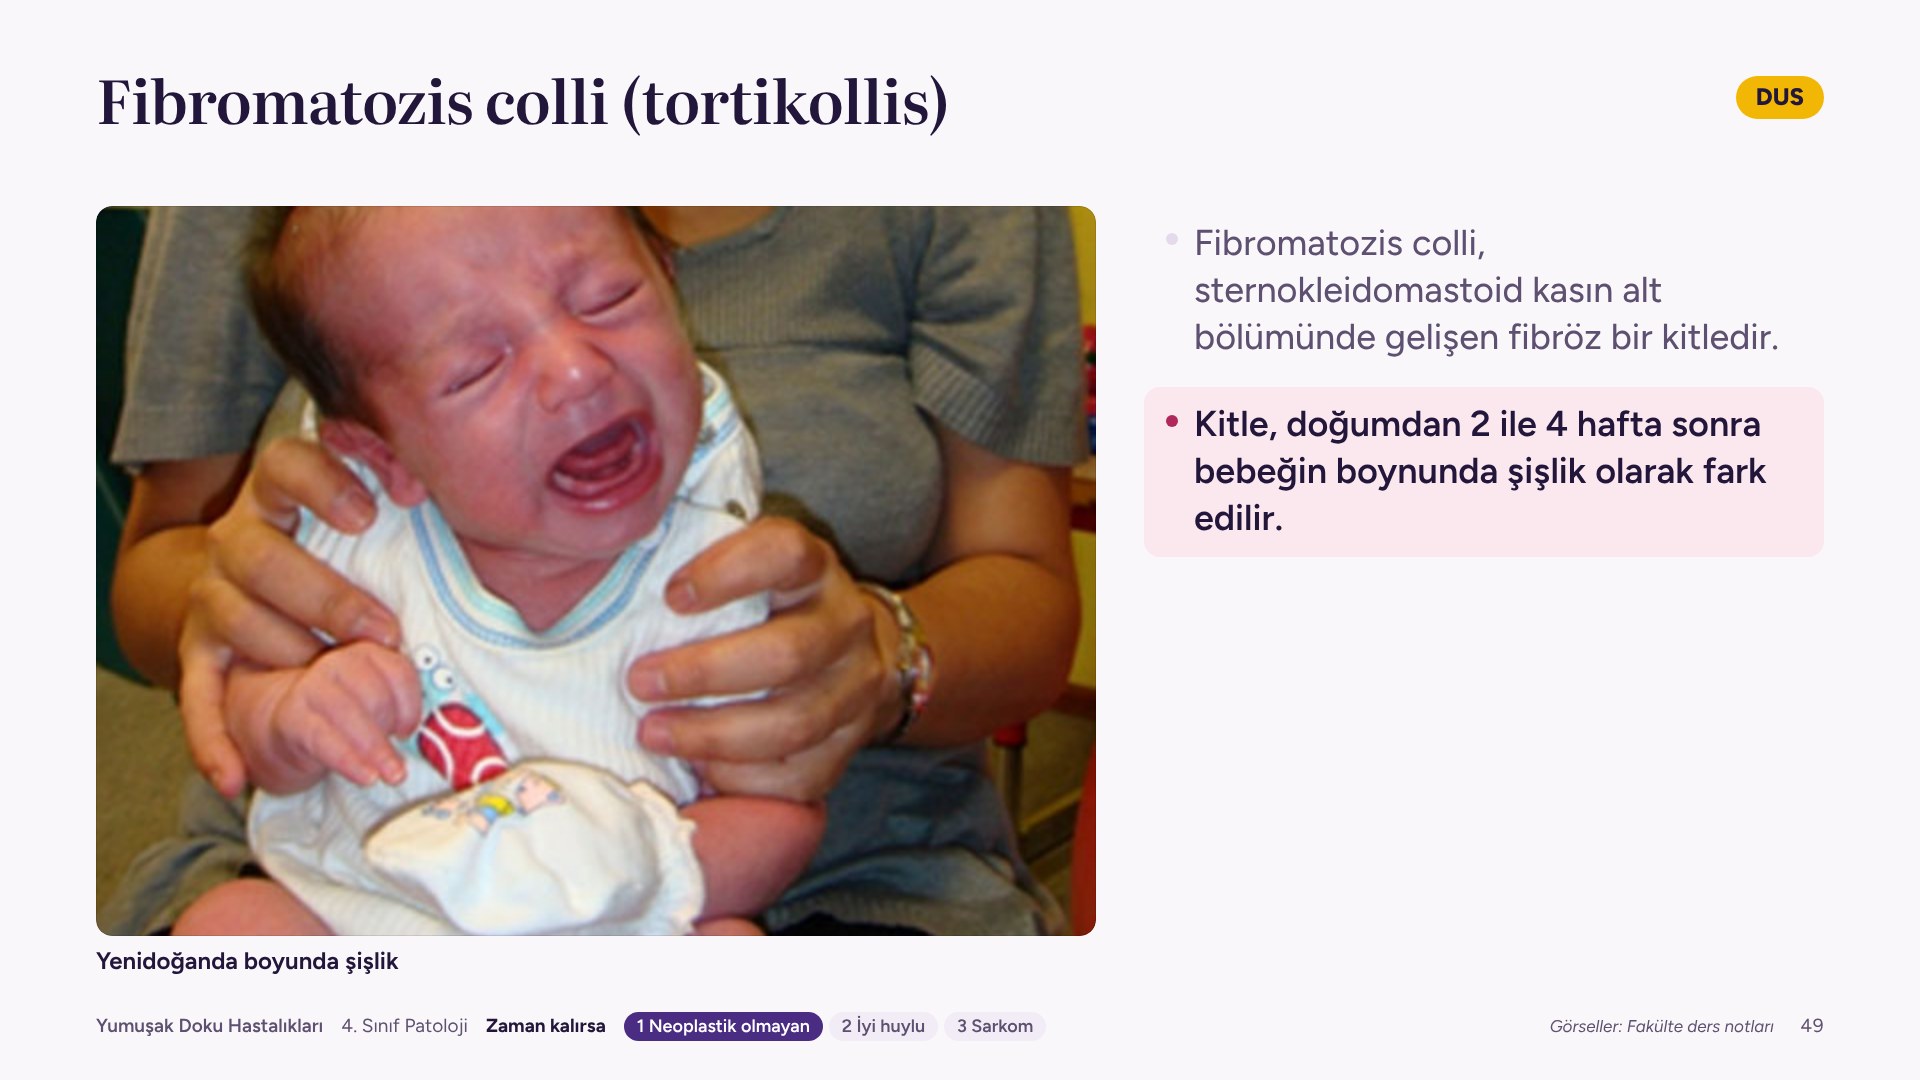 Fibromatozis colli (tortikollis)
DUS
Fibromatozis colli,
sternokleidomastoid kasın alt
bölümünde gelişen fibröz bir kitledir.
Kitle, doğumdan 2 ile 4 hafta sonra
bebeğin boynunda şişlik olarak fark
edilir.
Yenidoğanda boyunda şişlik
Yumuşak Doku Hastalıkları 4. Sınıf Patoloji Zaman kalırsa 1 Neoplastik olmayan 2 İyi huylu 3 Sarkom
Görseller: Fakülte ders notları 49